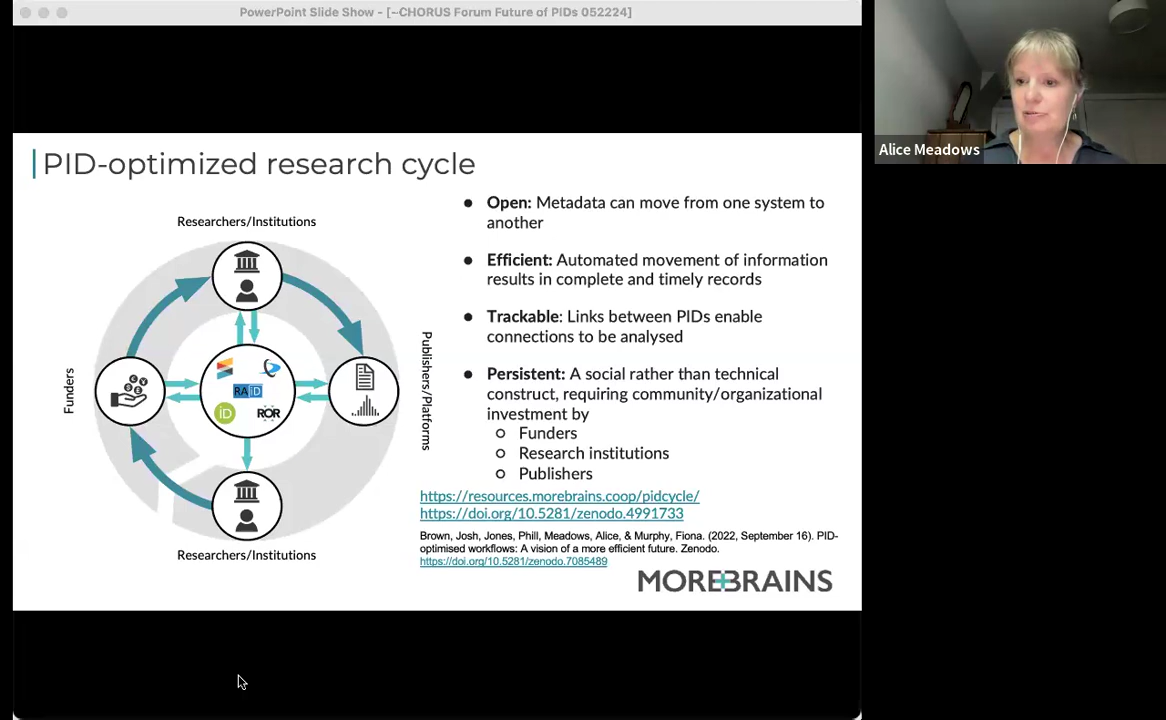 PowerPoint Slide Show - [~CHORUS Forum Future of PIDs 052224]
Alice Meadows
PID-optimized research cycle
Researchers/Institutions
Funders
Publishers/Platforms
RAiD
iD
ROR
Researchers/Institutions
● Open: Metadata can move from one system to
another
● Efficient: Automated movement of information
results in complete and timely records
● Trackable: Links between PIDs enable
connections to be analysed
● Persistent: A social rather than technical
construct, requiring community/organizational
investment by
○ Funders
○ Research institutions
○ Publishers
https://resources.morebrains.coop/pidcycle/
https://doi.org/10.5281/zenodo.4991733
Brown, Josh, Jones, Phill, Meadows, Alice, & Murphy, Fiona. (2022, September 16). PID-
optimised workflows: A vision of a more efficient future. Zenodo.
https://doi.org/10.5281/zenodo.7085489
MOREBRAINS